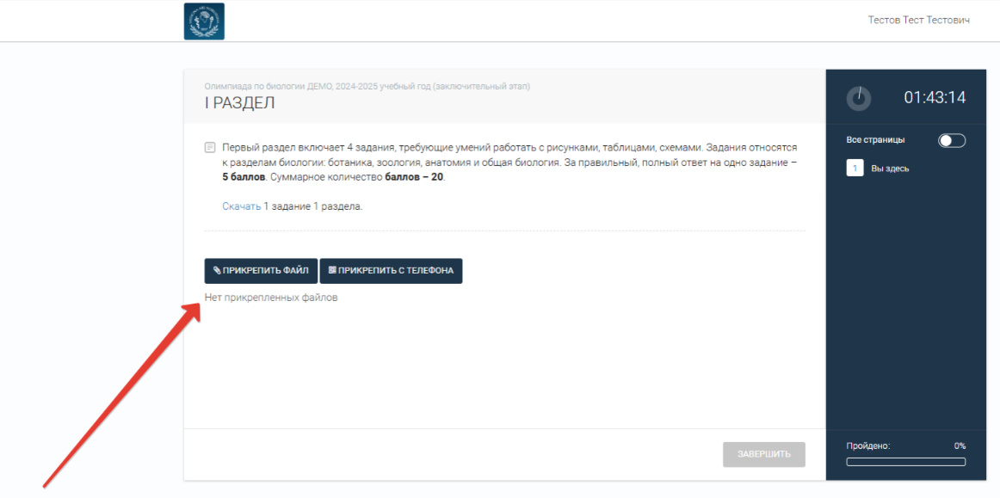 Тестов Тест Тестович
Олимпиада по биологии ДЕМО, 2024-2025 учебный год (заключительный этап)
I РАЗДЕЛ
01:43:14
Первый раздел включает 4 задания, требующие умений работать с рисунками, таблицами, схемами. Задания относятся
к разделам биологии: ботаника, зоология, анатомия и общая биология. За правильный, полный ответ на одно задание –
5 баллов. Суммарное количество баллов – 20.
Скачать 1 задание 1 раздела.
Все страницы
1 Вы здесь
ПРИКРЕПИТЬ ФАЙЛ ПРИКРЕПИТЬ С ТЕЛЕФОНА
Нет прикрепленных файлов
ЗАВЕРШИТЬ
Пройдено: 0%